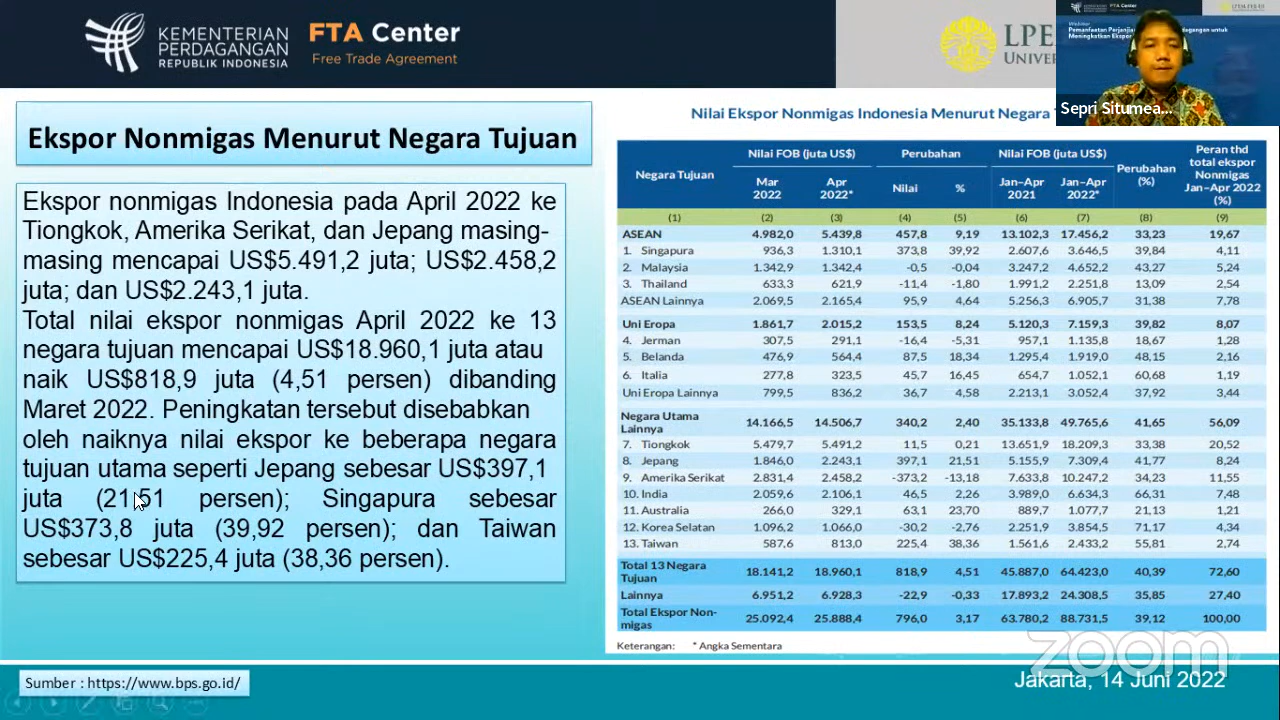 KEMENTERIAN
PERDAGANGAN
REPUBLIK INDONESIA
FTA Center
Free Trade Agreement
Webinar
Sepri Situmea...
Ekspor Nonmigas Menurut Negara Tujuan
Ekspor nonmigas Indonesia pada April 2022 ke
Tiongkok, Amerika Serikat, dan Jepang masing-
masing mencapai US$5.491,2 juta; US$2.458,2
juta; dan US$2.243,1 juta.
Total nilai ekspor nonmigas April 2022 ke 13
negara tujuan mencapai US$18.960,1 juta atau
naik US$818,9 juta (4,51 persen) dibanding
Maret 2022. Peningkatan tersebut disebabkan
oleh naiknya nilai ekspor ke beberapa negara
tujuan utama seperti Jepang sebesar US$397,1
juta (21,51 persen); Singapura sebesar
US$373,8 juta (39,92 persen); dan Taiwan
sebesar US$225,4 juta (38,36 persen).
Nilai Ekspor Nonmigas Indonesia Menurut Negara
Negara Tujuan Nilai FOB (juta US$) Perubahan Nilai FOB (juta US$) Perubahan (%) Peran thd total ekspor Nonmigas Jan-Apr 2022 (%)
Mar 2022 Apr 2022* Nilai % Jan–Apr 2021 Jan–Apr 2022*
(1) (2) (3) (4) (5) (6) (7) (8) (9)
ASEAN 4.982,0 5.439,8 457,8 9,19 13.102,3 17.456,2 33,23 19,67
1. Singapura 936,3 1.310,1 373,8 39,92 2.607,6 3.646,5 39,84 4,11
2. Malaysia 1.342,9 1.342,4 -0,5 -0,04 3.247,2 4.652,2 43,27 5,24
3. Thailand 633,3 621,9 -11,4 -1,80 1.991,2 2.251,8 13,09 2,54
ASEAN Lainnya 2.069,5 2.165,4 95,9 4,64 5.256,3 6.905,7 31,38 7,78
Uni Eropa 1.861,7 2.015,2 153,5 8,24 5.120,3 7.159,3 39,82 8,07
4. Jerman 307,5 291,1 -16,4 -5,31 957,1 1.135,8 18,67 1,28
5. Belanda 476,9 564,4 87,5 18,34 1.295,4 1.919,0 48,15 2,16
6. Italia 277,8 323,5 45,7 16,45 654,7 1.052,1 60,68 1,19
Uni Eropa Lainnya 799,5 836,2 36,7 4,58 2.213,1 3.052,4 37,92 3,44
Negara Utama Lainnya 14.166,5 14.506,7 340,2 2,40 35.133,8 49.765,6 41,65 56,09
7. Tiongkok 5.479,7 5.491,2 11,5 0,21 13.651,9 18.209,3 33,38 20,52
8. Jepang 1.846,0 2.243,1 397,1 21,51 5.155,9 7.309,4 41,77 8,24
9. Amerika Serikat 2.831,4 2.458,2 -373,2 -13,18 7.633,8 10.247,2 34,23 11,55
10. India 2.059,6 2.106,1 46,5 2,26 3.989,0 6.634,3 66,31 7,48
11. Australia 266,0 329,1 63,1 23,70 889,7 1.077,7 21,13 1,21
12. Korea Selatan 1.096,2 1.066,0 -30,2 -2,76 2.251,9 3.854,5 71,17 4,34
13. Taiwan 587,6 813,0 225,4 38,36 1.561,6 2.433,2 55,81 2,74
Total 13 Negara Tujuan 18.141,2 18.960,1 818,9 4,51 45.887,0 64.423,0 40,39 72,60
Lainnya 6.951,2 6.928,3 -22,9 -0,33 17.893,2 24.308,5 35,85 27,40
Total Ekspor Non-migas 25.092,4 25.888,4 796,0 3,17 63.780,2 88.731,5 39,12 100,00
Keterangan: * Angka Sementara
zoom
Sumber : https://www.bps.go.id/
Jakarta, 14 Juni 2022